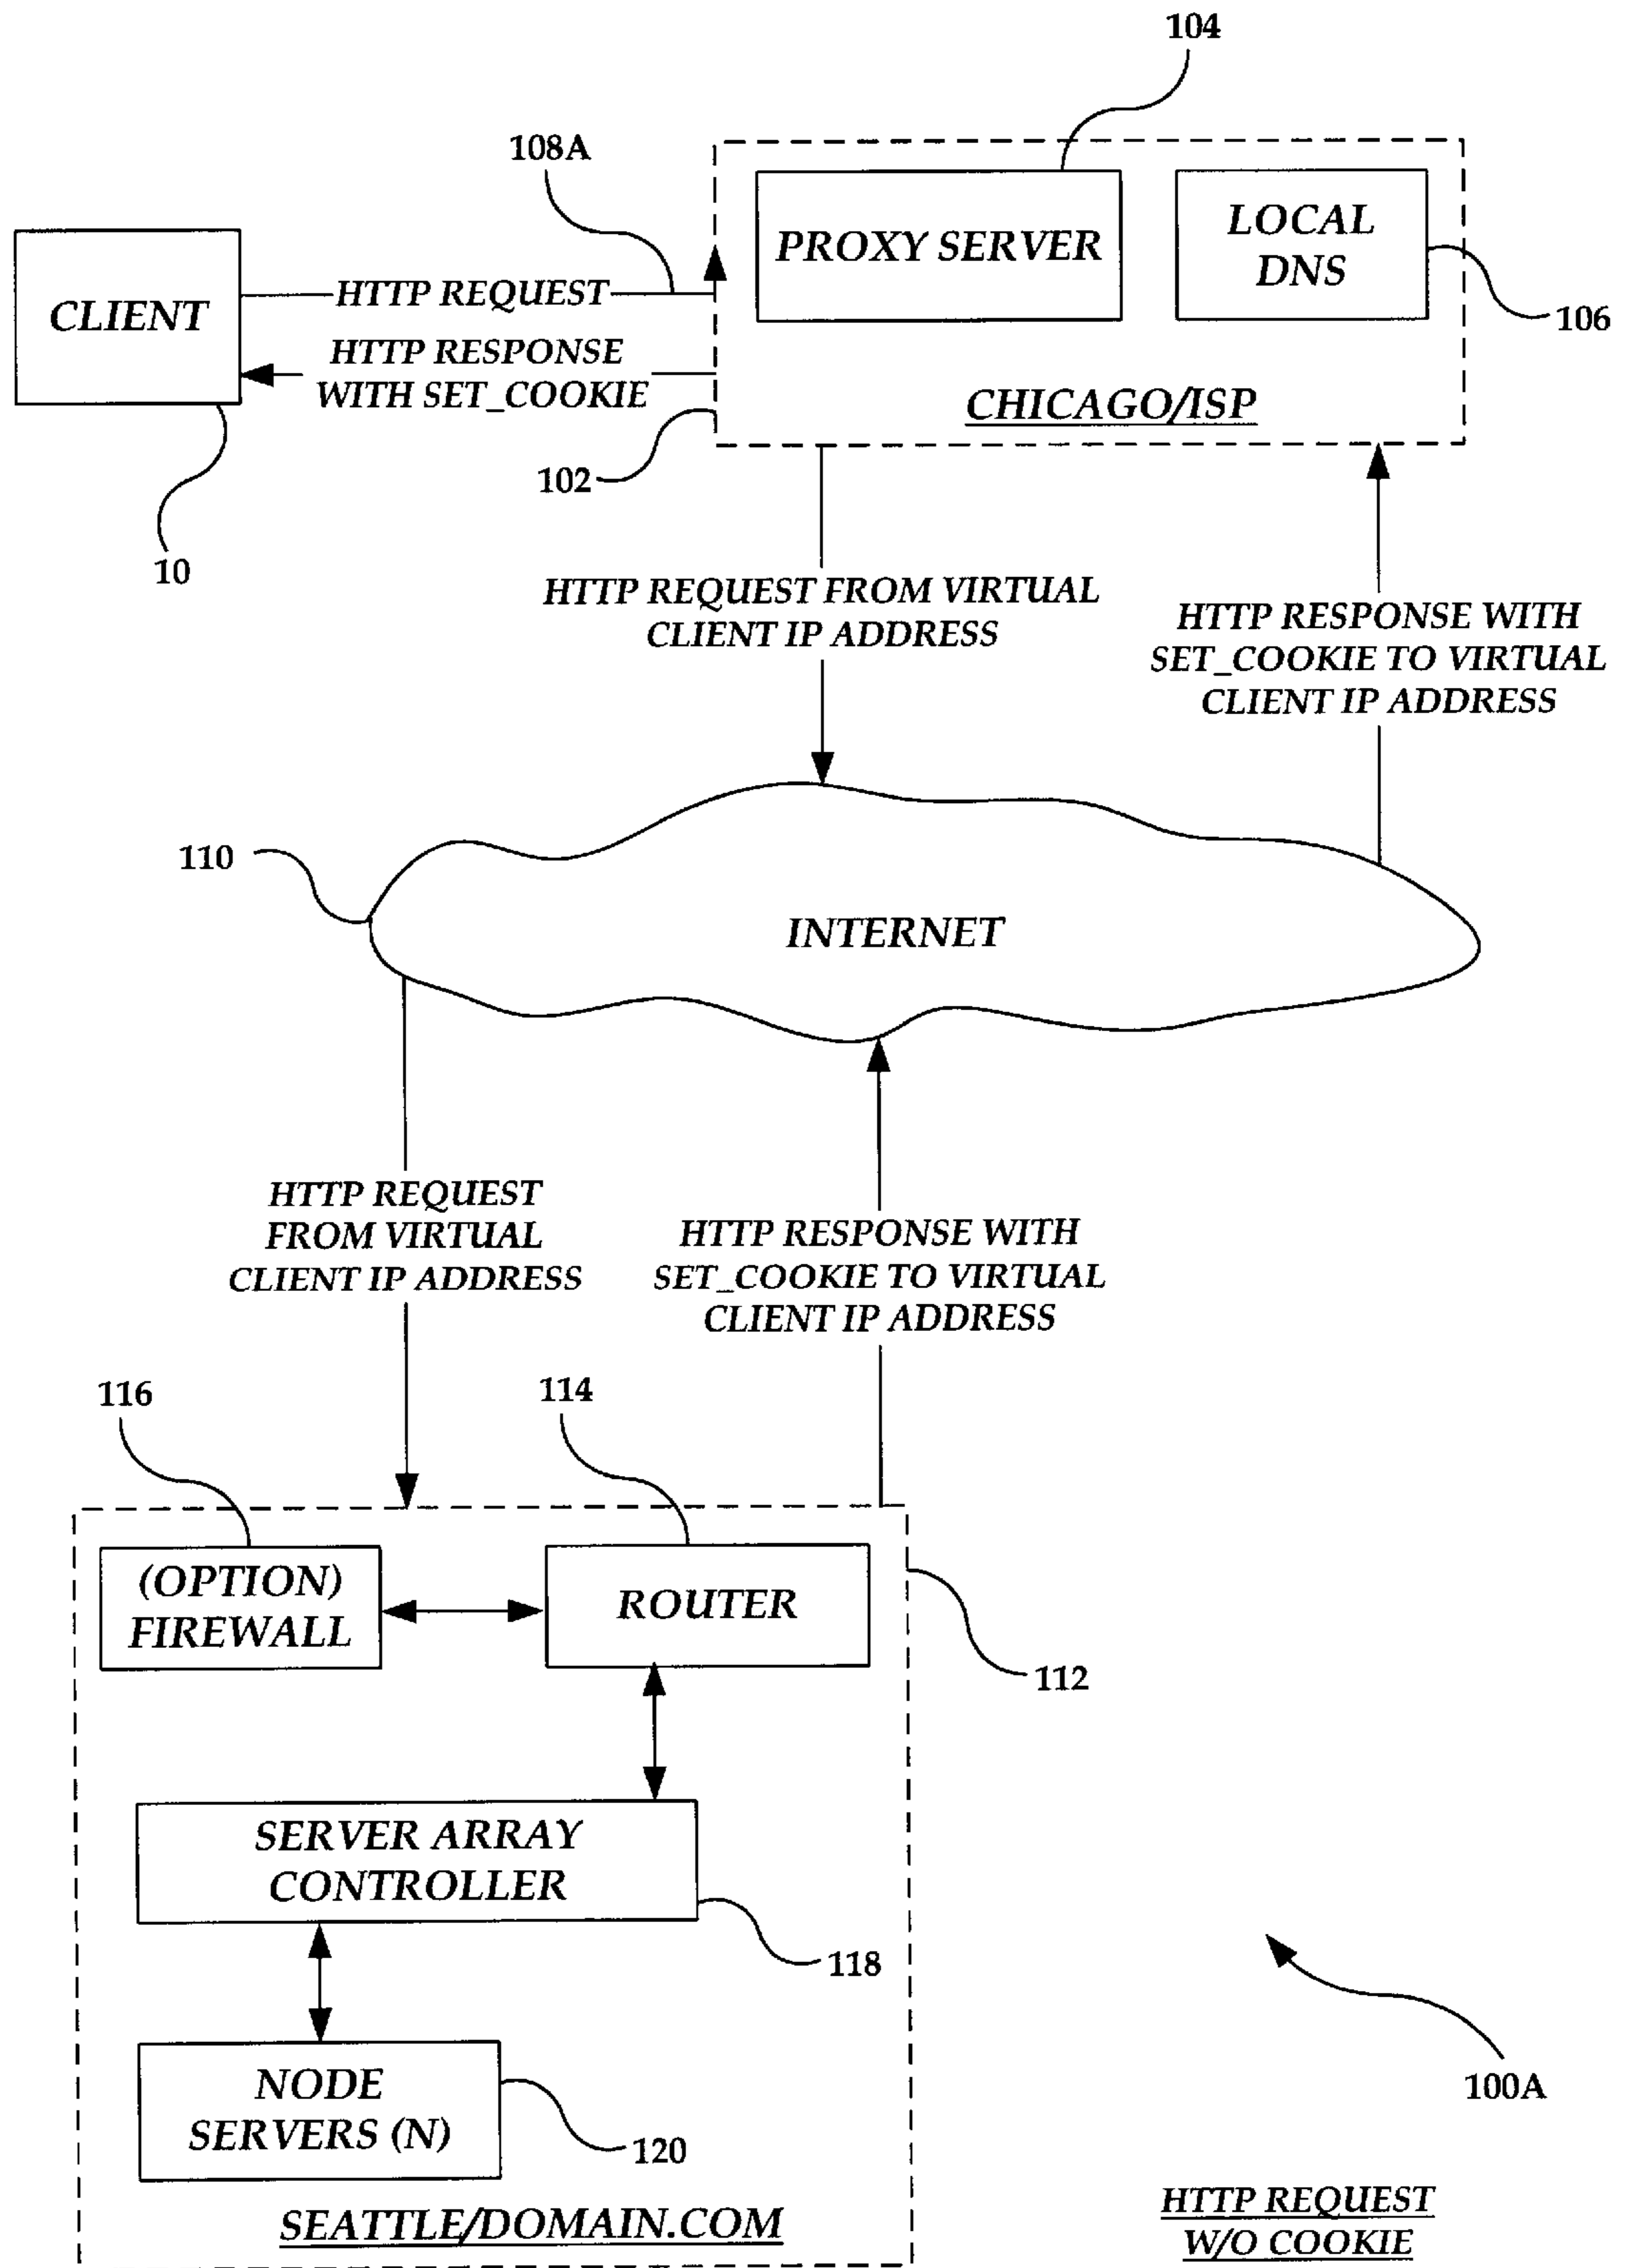 104
108A
PROXY SERVER
LOCAL
DNS
CLIENT
HTTP REQUEST
106
HTTP RESPONSE
WITH SET_COOKIE
CHICAGO/ISP
102
10
HTTP REQUEST FROM VIRTUAL
CLIENT IP ADDRESS
HTTP RESPONSE WITH
SET_COOKIE TO VIRTUAL
CLIENT IP ADDRESS
110
INTERNET
HTTP REQUEST
FROM VIRTUAL
CLIENT IP ADDRESS
HTTP RESPONSE WITH
SET_COOKIE TO VIRTUAL
CLIENT IP ADDRESS
116
114
(OPTION)
FIREWALL
ROUTER
112
SERVER ARRAY
CONTROLLER
118
NODE
SERVERS (N)
120
100A
SEATTLE/DOMAIN.COM
HTTP REQUEST
W/O COOKIE